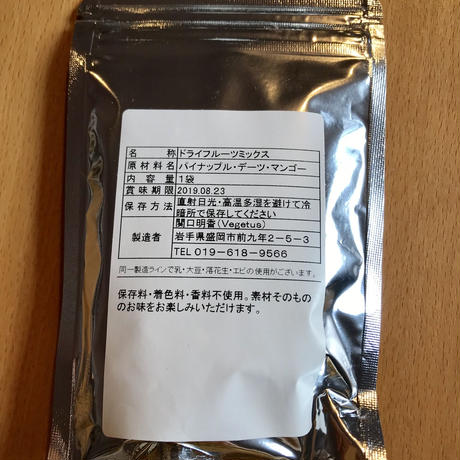 名 称 ドライフルーツミックス
原材料名 パイナップル・デーツ・マンゴー
内 容 量 1袋
賞味期限 2019.08.23
保存方法 直射日光・高温多湿を避けて冷
暗所で保存してください
製造者 関口明香(Vegetus)
岩手県盛岡市前九年2-5-3
TEL 019-618-9566
同一製造ラインで乳・大豆・落花生・エビの使用がございます。
保存料・着色料・香料不使用。素材そのもの
のお味をお楽しみいただけます。